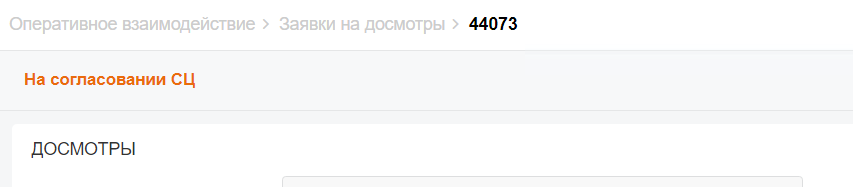 Оперативное взаимодействие > Заявки на досмотры > 44073
На согласовании СЦ
ДОСМОТРЫ